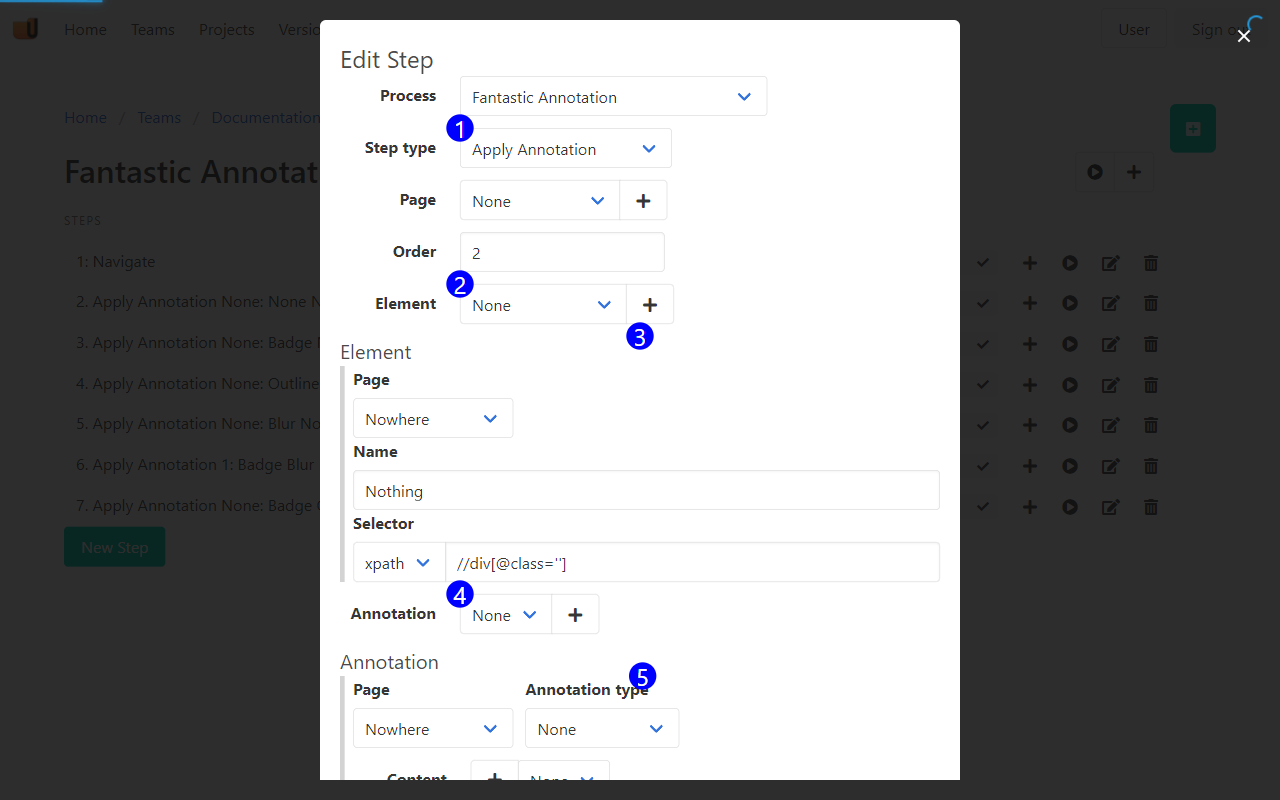 Home Teams Projects User Sign
Edit Step
Process Fantastic Annotation
Home / Teams / Documentation
1
Step type Apply Annotation
Fantastic Annotat
Page None
STEPS
Order 2
1: Navigate
2
2. Apply Annotation None: None
Element None
3
3. Apply Annotation None: Badge
Element
Page
4. Apply Annotation None: Outline
Nowhere
5. Apply Annotation None: Blur
Name
6. Apply Annotation 1: Badge Blur
Nothing
7. Apply Annotation None: Badge
Selector
New Step
xpath //div[@class='']
4
Annotation None
Annotation
5
Page Annotation type
Nowhere None
Content None